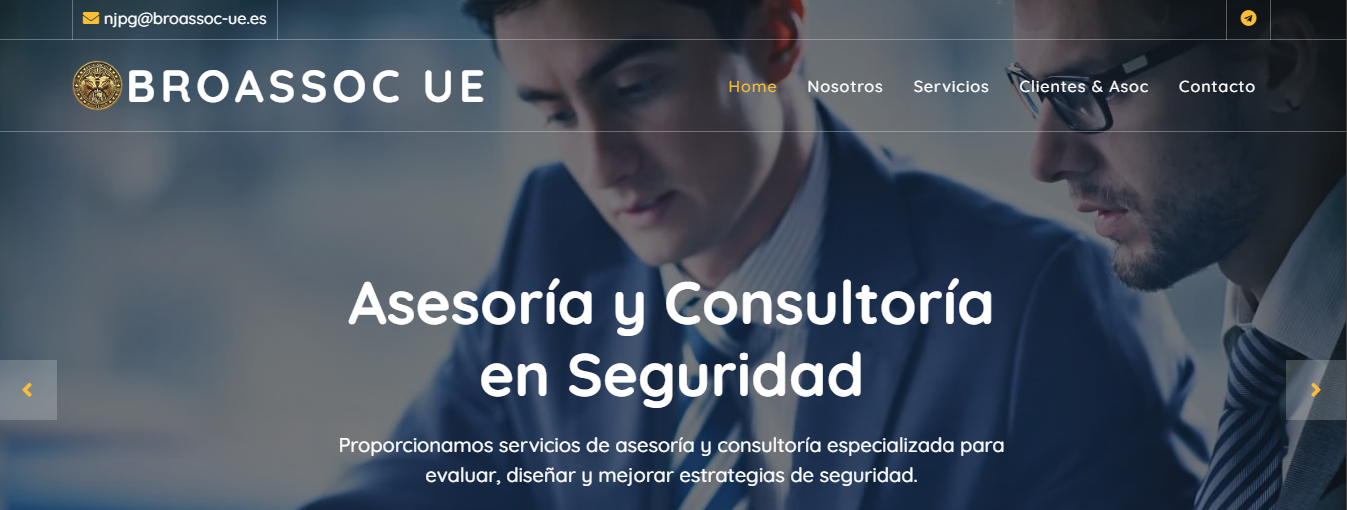 njpg@broassoc-ue.es
BROASSOC UE
Home Nosotros Servicios Clientes & Asoc Contacto
Asesoría y Consultoría
en Seguridad
Proporcionamos servicios de asesoría y consultoría especializada para
evaluar, diseñar y mejorar estrategias de seguridad.